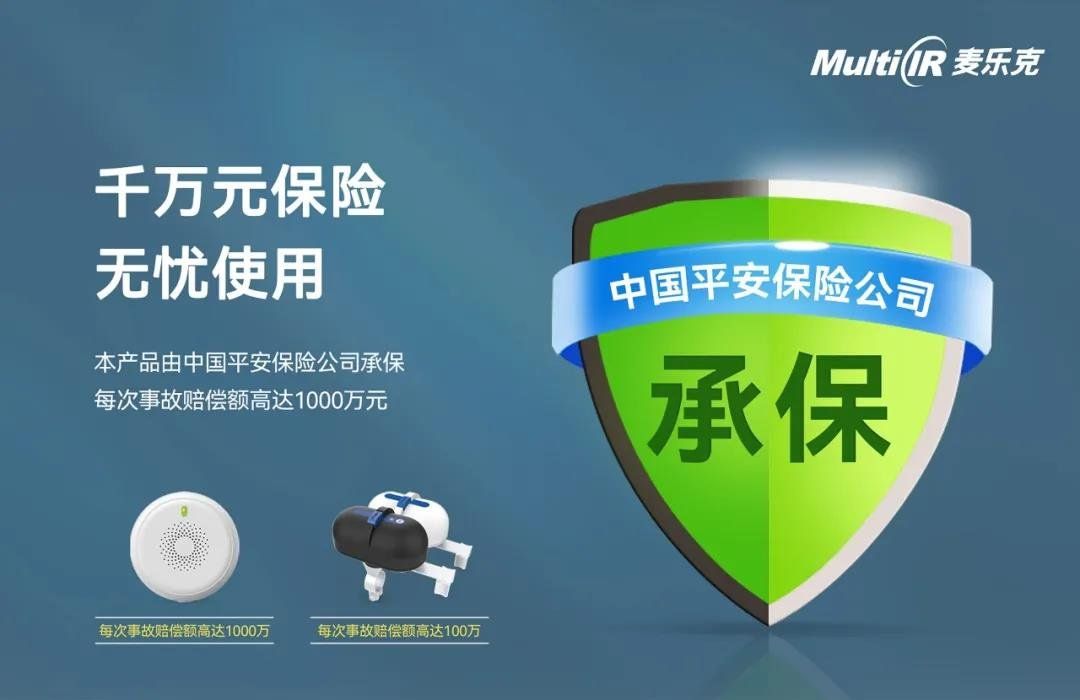 MultiIR 麦乐克
千万元保险
无忧使用
本产品由中国平安保险公司承保
每次事故赔偿额高达1000万元
中国平安保险公司
承保
每次事故赔偿额高达1000万
每次事故赔偿额高达100万